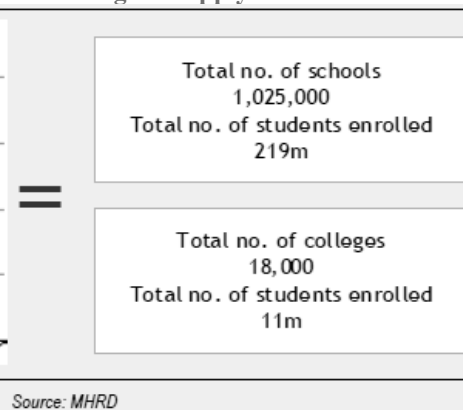 Total no. of schools
1,025,000
Total no. of students enrolled
219m
=
Total no. of colleges
18,000
Total no. of students enrolled
11m
Source: MHRD